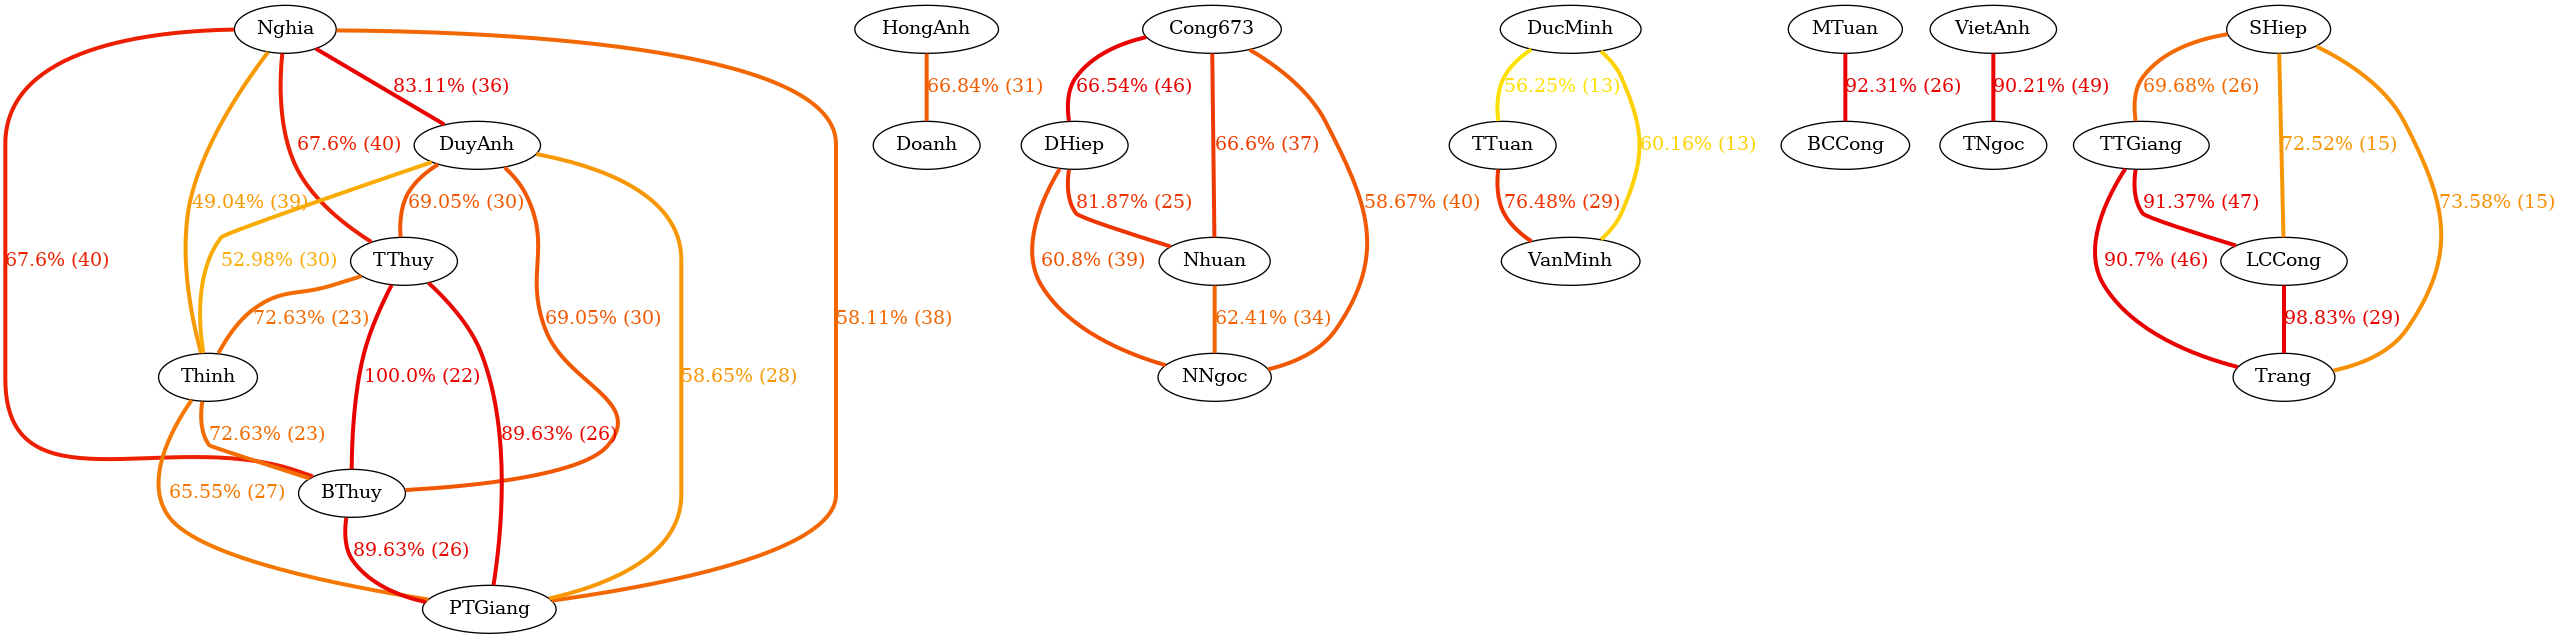 Nghia
HongAnh
Cong673
DucMinh
MTuan
VietAnh
SHiep
83.11% (36)
66.84% (31)
66.54% (46)
56.25% (13)
92.31% (26)
90.21% (49)
69.68% (26)
67.6% (40)
DuyAnh
Doanh
DHiep
66.6% (37)
TTuan
60.16% (13)
BCCong
TNgoc
TTGiang
72.52% (15)
49.04% (39)
69.05% (30)
81.87% (25)
58.67% (40)
76.48% (29)
91.37% (47)
73.58% (15)
67.6% (40)
52.98% (30)
TThuy
60.8% (39)
Nhuan
VanMinh
90.7% (46)
LCCong
72.63% (23)
69.05% (30)
58.11% (38)
62.41% (34)
98.83% (29)
Thinh
100.0% (22)
58.65% (28)
NNgoc
Trang
72.63% (23)
89.63% (26)
65.55% (27)
BThuy
89.63% (26)
PTGiang